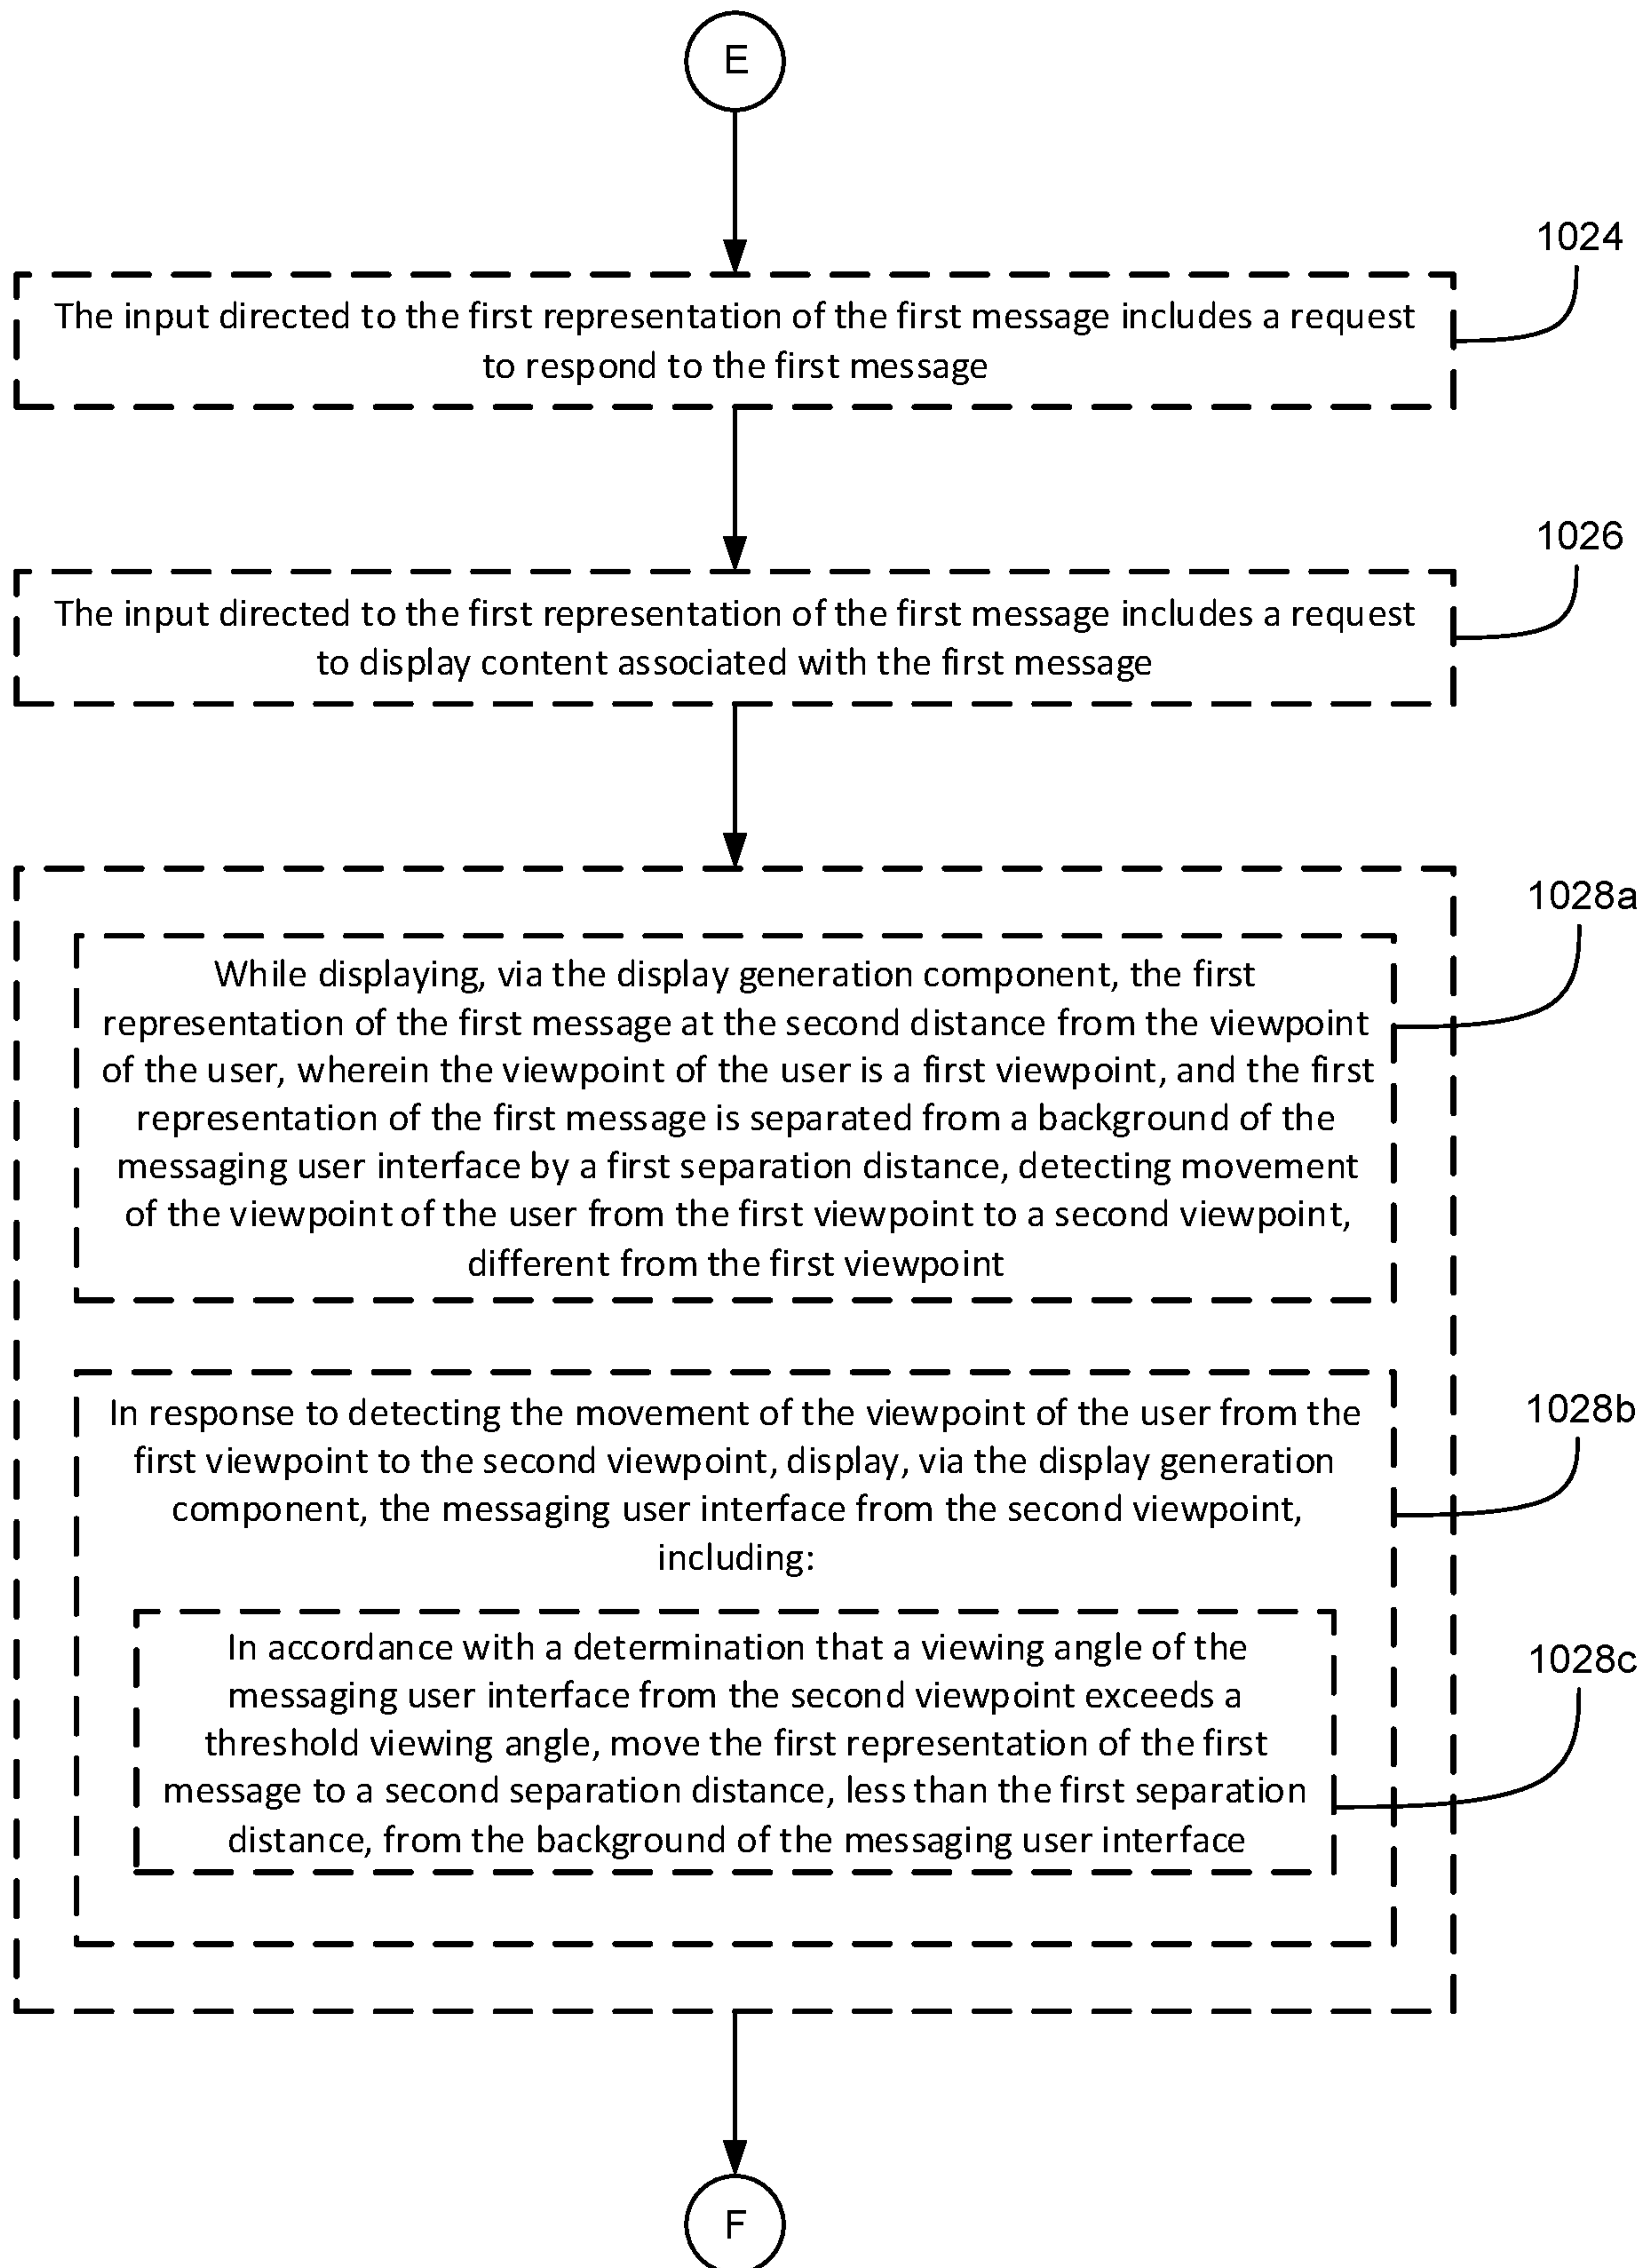 E
1024
The input directed to the first representation of the first message includes a request
to respond to the first message
1026
The input directed to the first representation of the first message includes a request
to display content associated with the first message
1028a
While displaying, via the display generation component, the first
representation of the first message at the second distance from the viewpoint
of the user, wherein the viewpoint of the user is a first viewpoint, and the first
representation of the first message is separated from a background of the
messaging user interface by a first separation distance, detecting movement
of the viewpoint of the user from the first viewpoint to a second viewpoint,
different from the first viewpoint
1028b
In response to detecting the movement of the viewpoint of the user from the
first viewpoint to the second viewpoint, display, via the display generation
component, the messaging user interface from the second viewpoint,
including:
1028c
In accordance with a determination that a viewing angle of the
messaging user interface from the second viewpoint exceeds a
threshold viewing angle, move the first representation of the first
message to a second separation distance, less than the first separation
distance, from the background of the messaging user interface
F